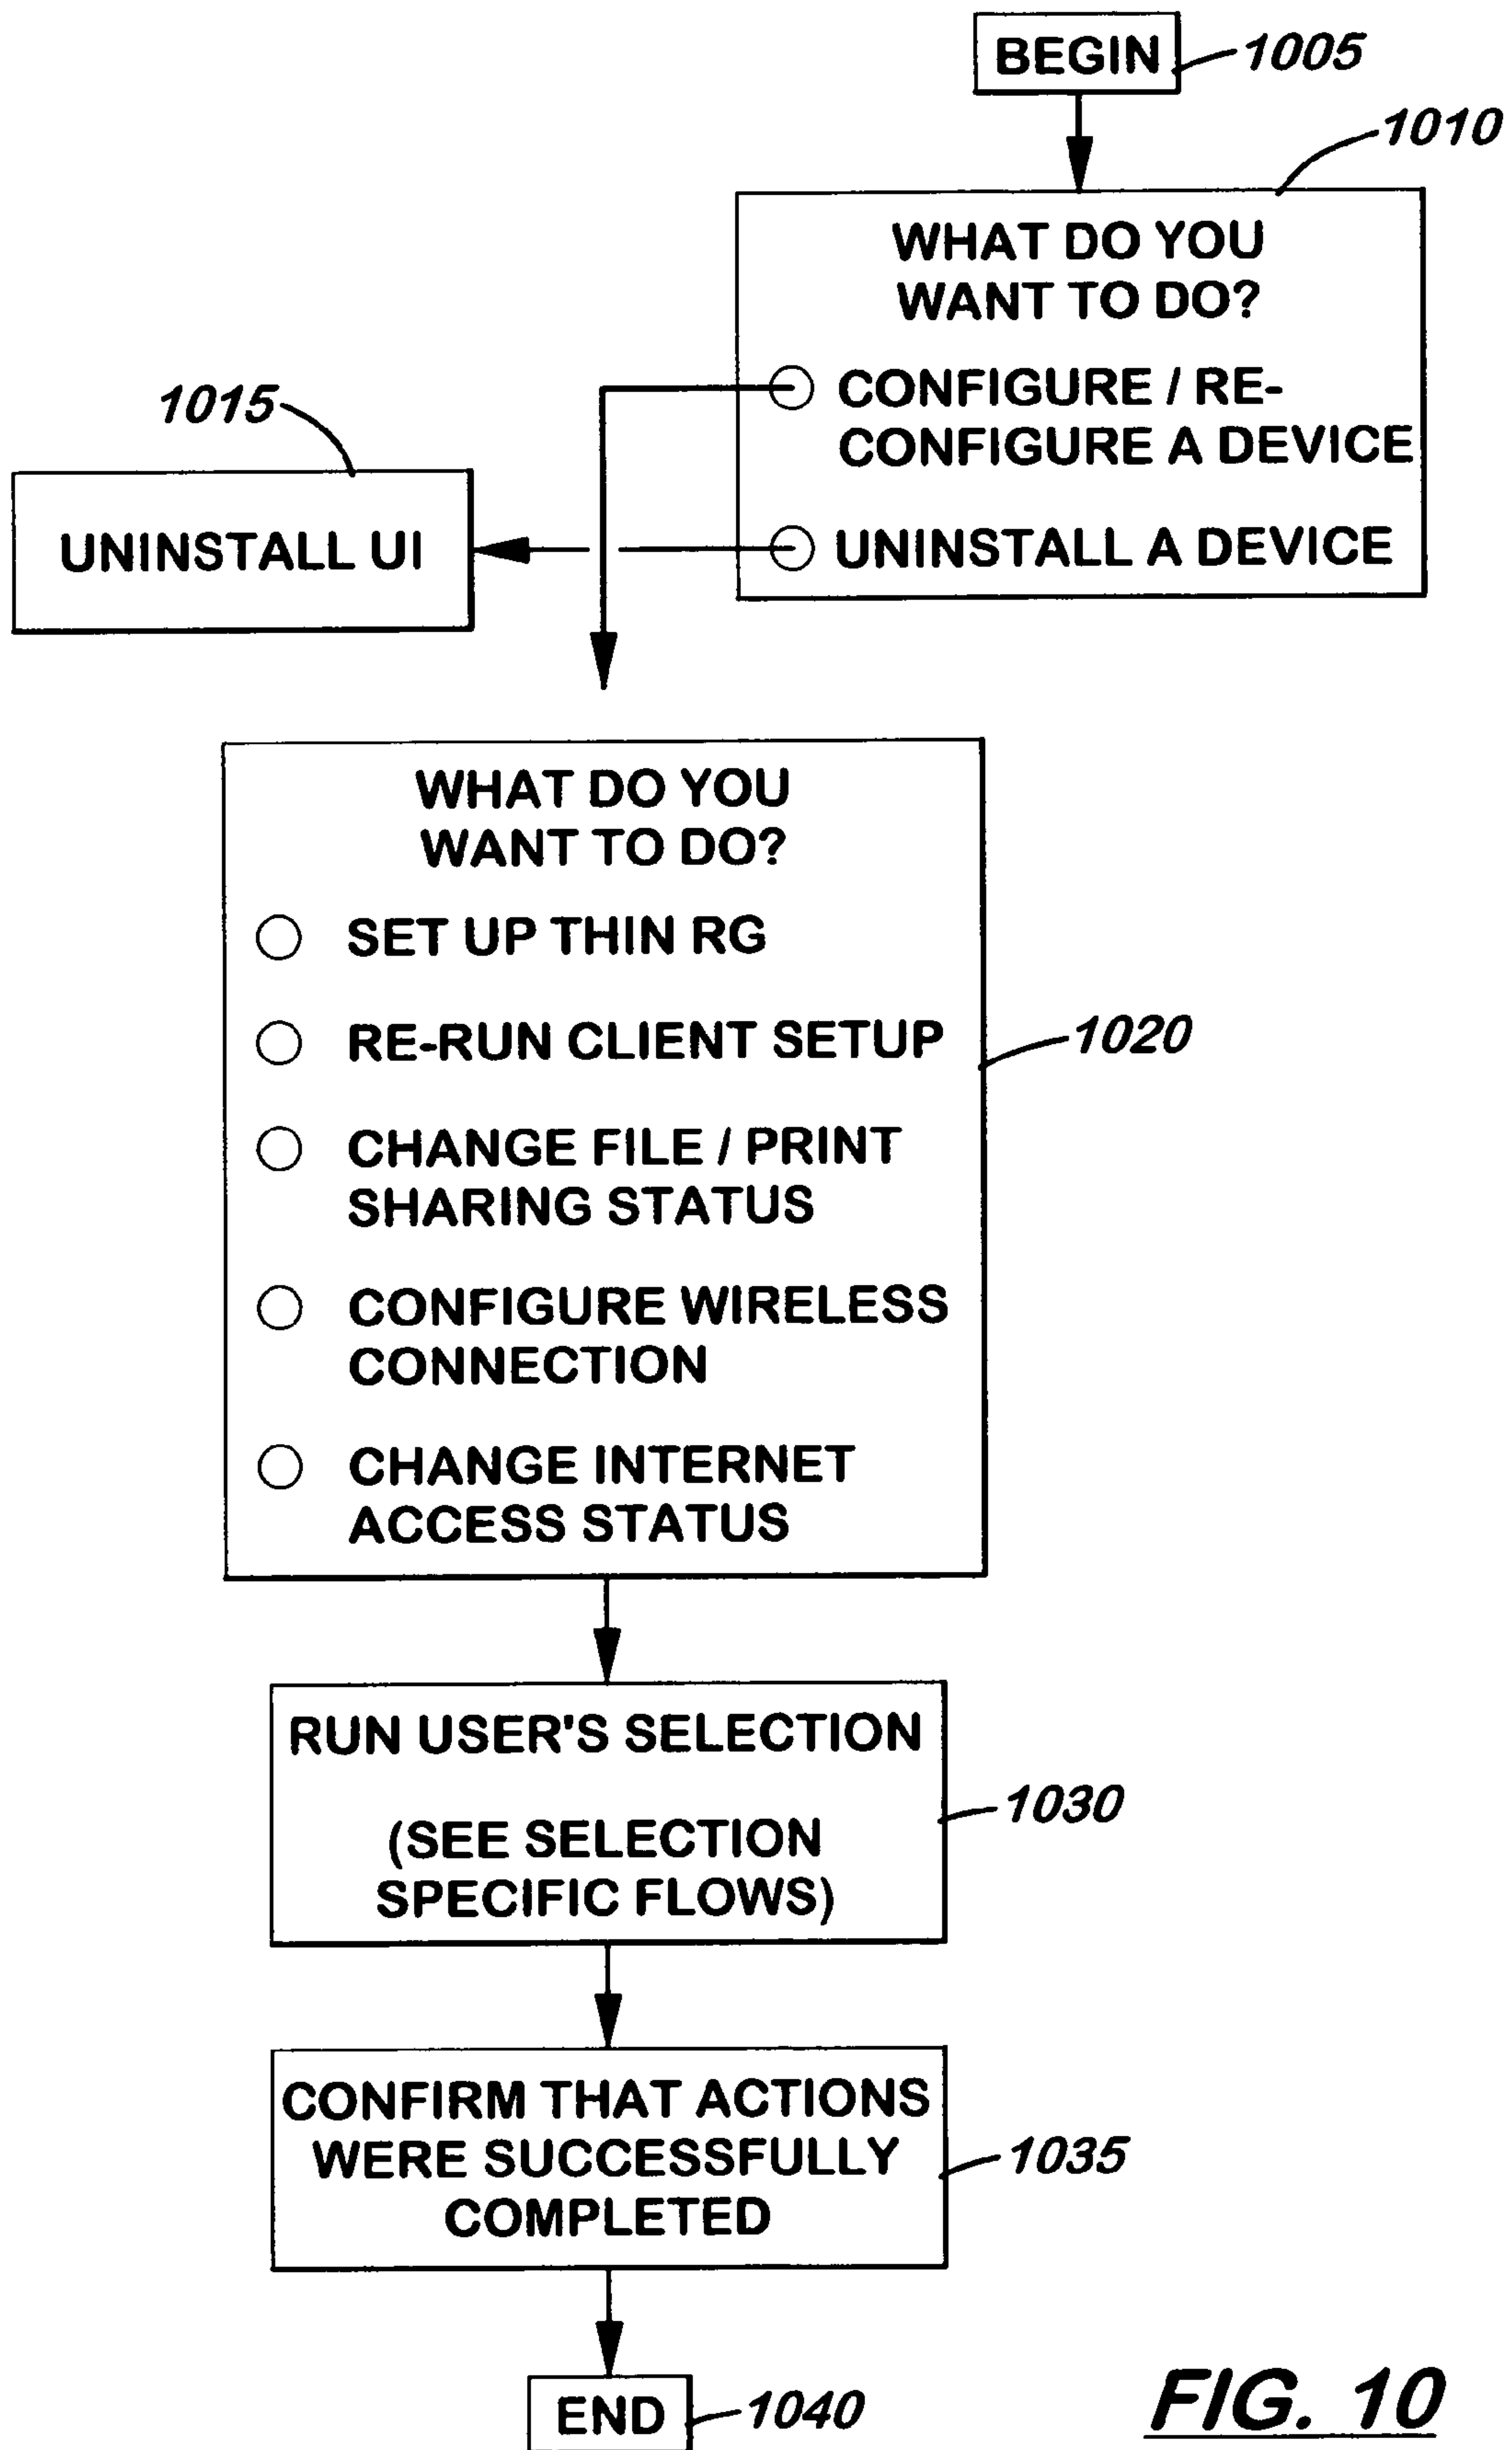 BEGIN
1005
1010
WHAT DO YOU
WANT TO DO?
CONFIGURE / RE-
CONFIGURE A DEVICE
UNINSTALL A DEVICE
1015
UNINSTALL UI
WHAT DO YOU
WANT TO DO?
SET UP THIN RG
RE-RUN CLIENT SETUP
CHANGE FILE / PRINT
SHARING STATUS
CONFIGURE WIRELESS
CONNECTION
CHANGE INTERNET
ACCESS STATUS
1020
RUN USER'S SELECTION
(SEE SELECTION
SPECIFIC FLOWS)
1030
CONFIRM THAT ACTIONS
WERE SUCCESSFULLY
COMPLETED
1035
END
1040
FIG. 10